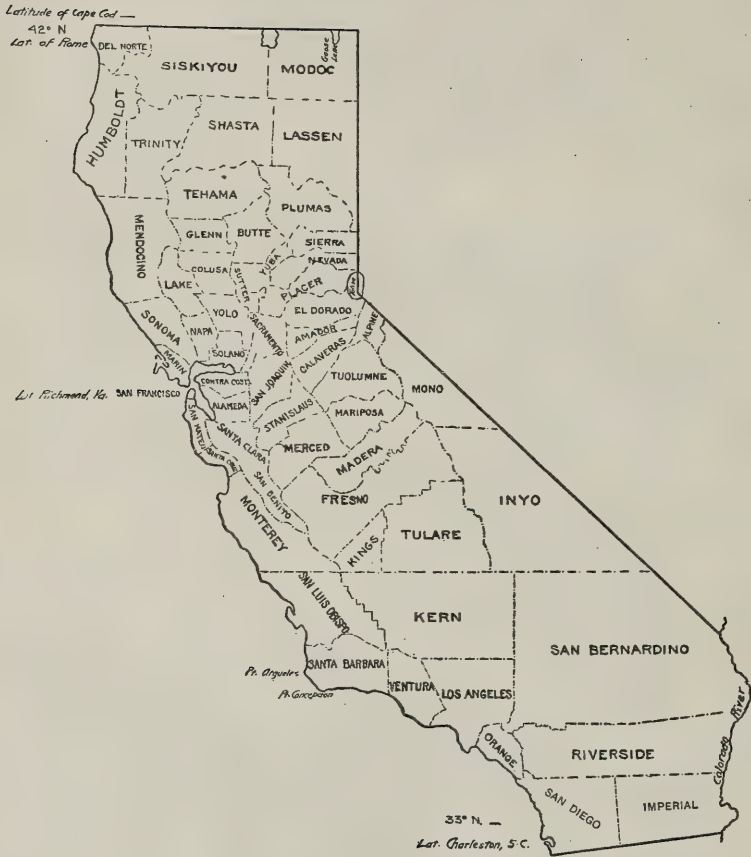 Latitude of Cape Cod
42° N
Lat. of Rome
DEL NORTE
SISKIYOU
MODOC
Goose Lake
HUMBOLDT
TRINITY
SHASTA
LASSEN
TEHAMA
PLUMAS
MENDOCINO
GLENN
BUTTE
SIERRA
NEVADA
YUBA
COLUSA
LAKE
SUTTER
PLACER
EL DORADO
YOLO
SONOMA
NAPA
SACRAMENTO
AMADOR
ALPINE
SOLANO
MARIN
CALAVERAS
CONTRA COST
SAN JOAQUIN
TUOLUMNE
MONO
Lat Richmond, Va.
SAN FRANCISCO
ALAMEDA
STANISLAUS
MARIPOSA
SAN MATEO
SANTA CLARA
MERCED
MADERA
SANTA CRUZ
SAN BENITO
FRESNO
INYO
MONTEREY
KINGS
TULARE
SAN LUIS OBISPO
KERN
SAN BERNARDINO
Pt. Argueles
SANTA BARBARA
Pt. Concepcion
VENTURA
LOS ANGELES
Colorado River
ORANGE
RIVERSIDE
SAN DIEGO
IMPERIAL
33° N.
Lat. Charleston, S.C.